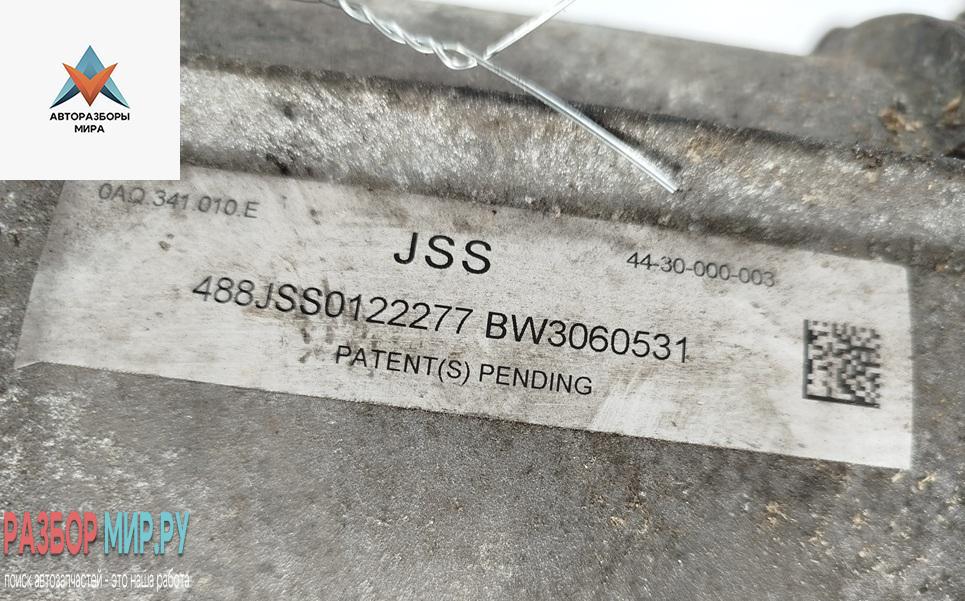 АВТОРАЗБОРЫ
МИРА
0AQ.341.010.E
JSS
44-30-000-003
488JSS0122277 BW3060531
PATENT(S) PENDING
РАЗБОР МИР.РУ
поиск автозапчастей - это наша работа